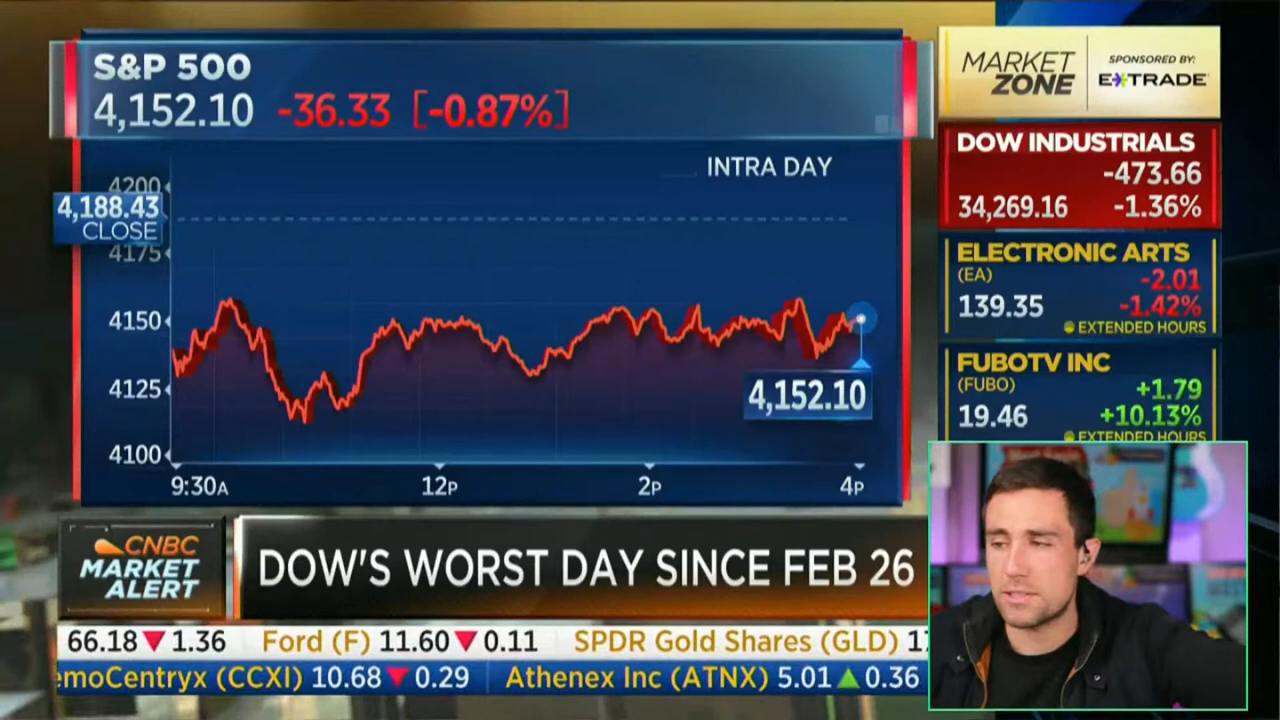 S&P 500
4,152.10 -36.33 [-0.87%]
INTRA DAY
4200
4,188.43
CLOSE
4175
4150
4125
4100
4,152.10
9:30A 12P 2P 4P
MARKET
ZONE
SPONSORED BY:
E*TRADE
DOW INDUSTRIALS
-473.66
34,269.16 -1.36%
ELECTRONIC ARTS
(EA) -2.01
139.35 -1.42%
EXTENDED HOURS
FUBOTV INC
(FUBO) +1.79
19.46 +10.13%
EXTENDED HOURS
CNBC
MARKET
ALERT
DOW'S WORST DAY SINCE FEB 26
66.18 ▼ 1.36 Ford (F) 11.60 ▼ 0.11 SPDR Gold Shares (GLD)
emoCentryx (CCXI) 10.68 ▼ 0.29 Athenex Inc (ATNX) 5.01 ▲ 0.36